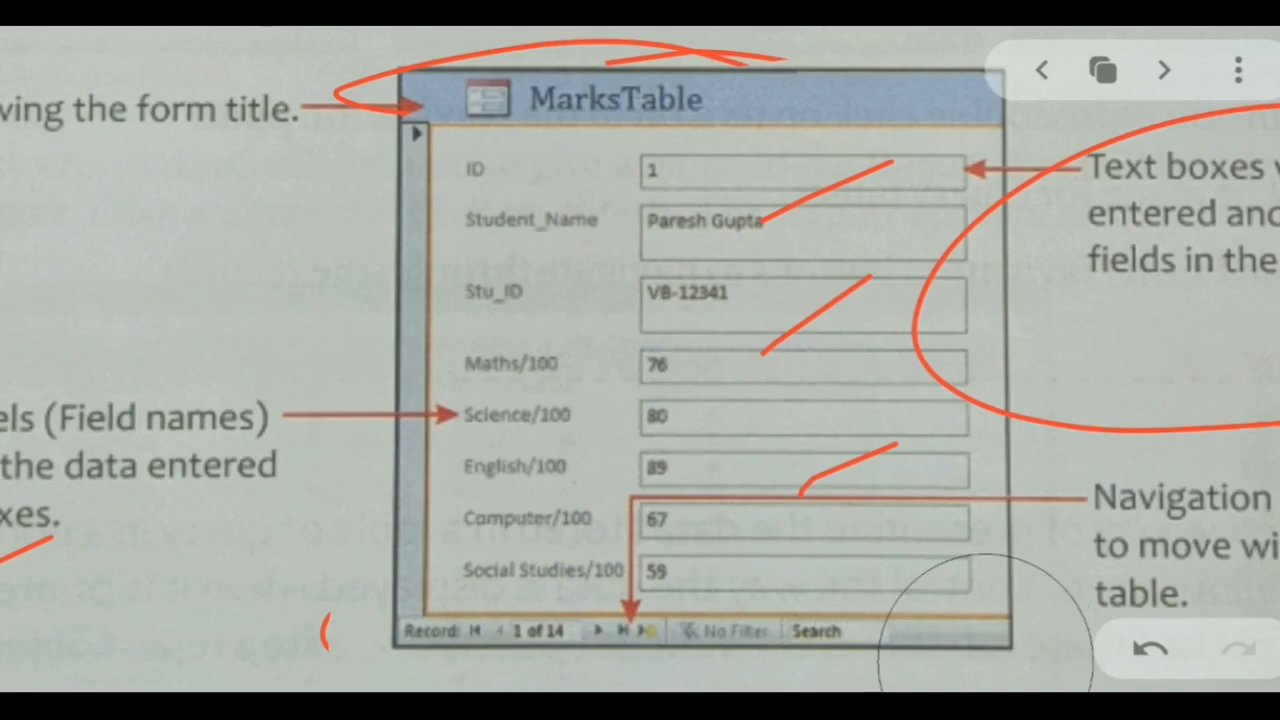 ving the form title.
MarksTable
ID 1
Student_Name Paresh Gupta
Stu_ID VB-12341
Maths/100 76
Science/100 80
English/100 89
Computer/100 67
Social Studies/100 59
Record: 1 of 14 No Filter Search
els (Field names)
the data entered
xes.
Text boxes
entered and
fields in the
Navigation
to move wi
table.